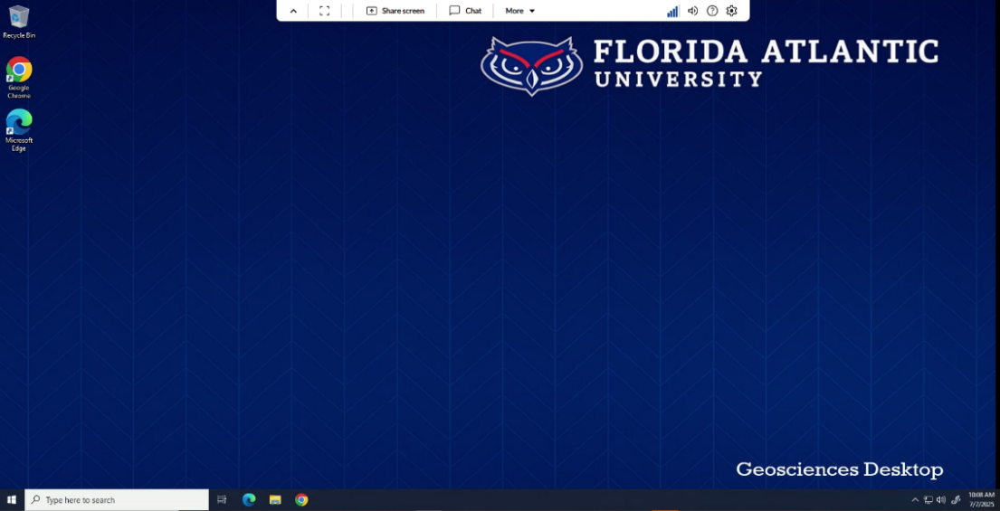 Share screen
Chat
More
Recycle Bin
FLORIDA ATLANTIC
UNIVERSITY
Google
Chrome
Microsoft
Edge
Geosciences Desktop
Type here to search
10:08 AM
7/7/2025